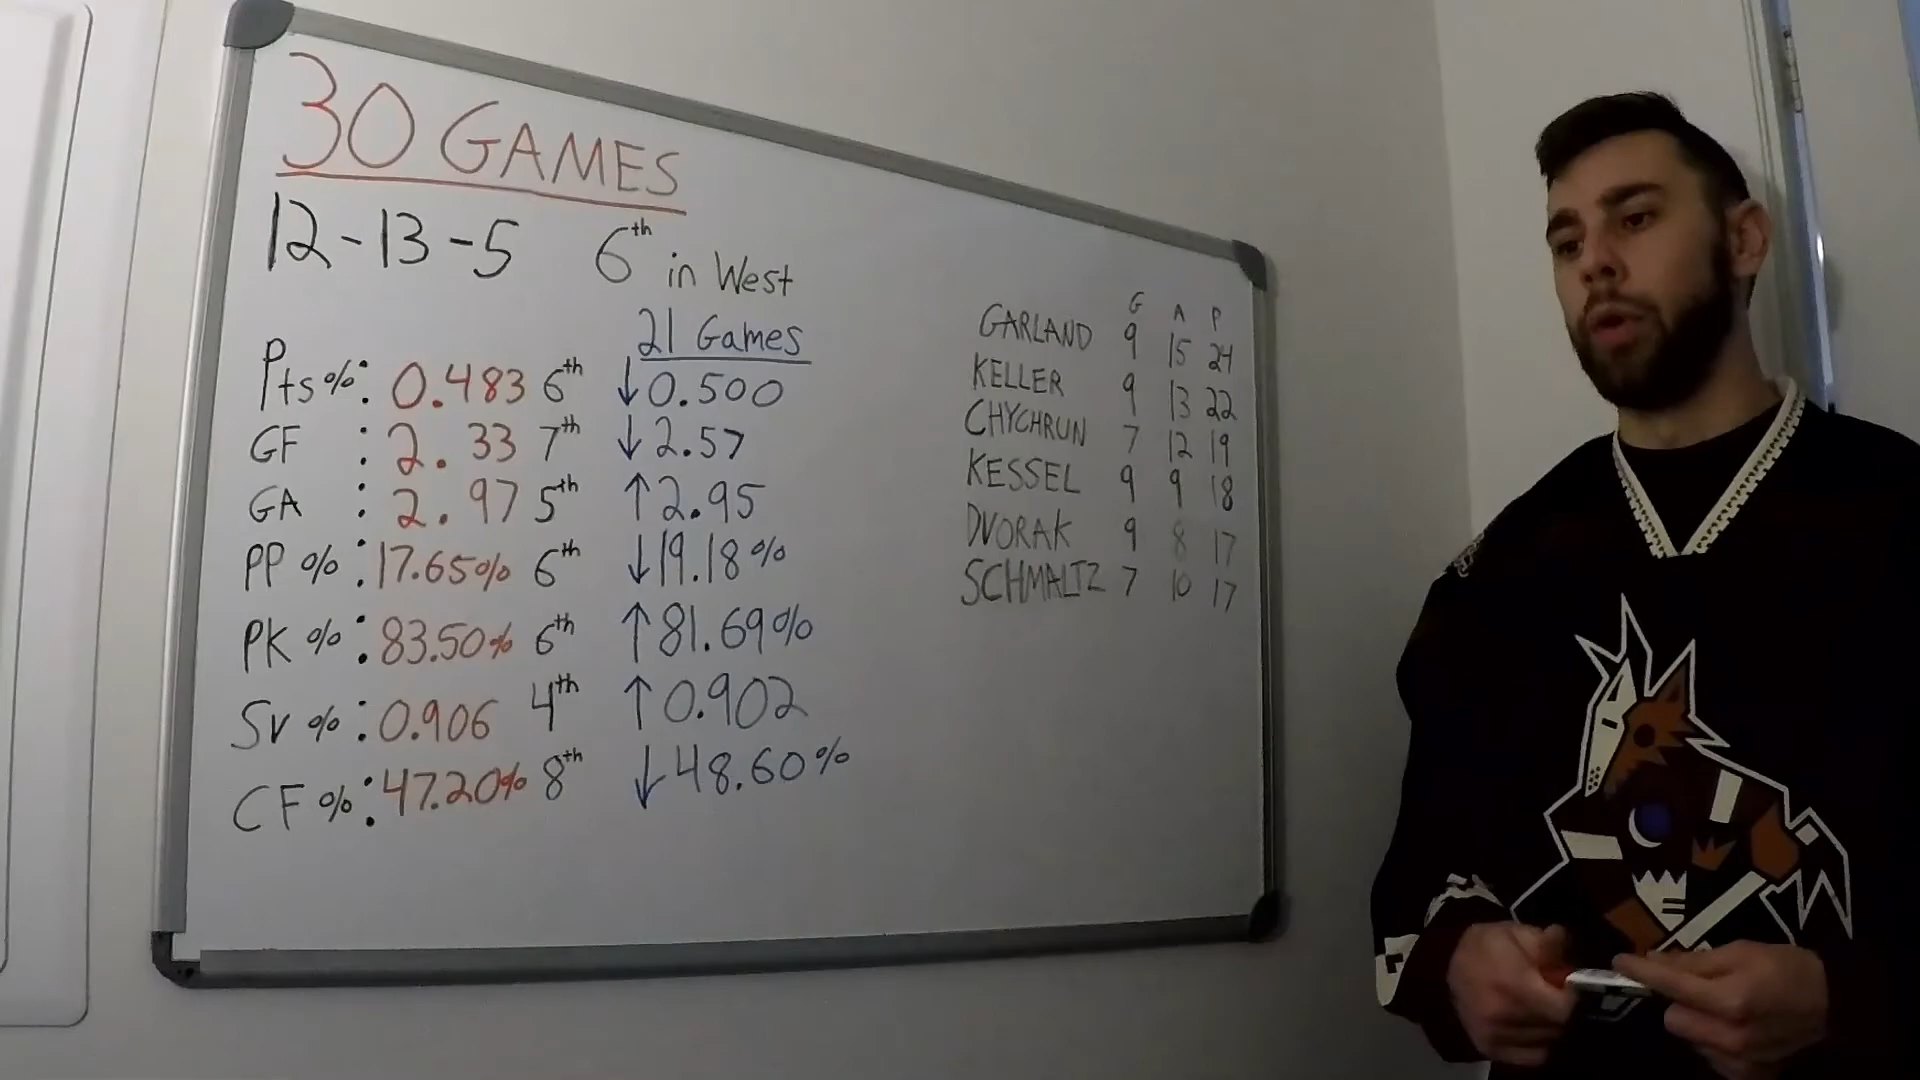 30 GAMES
12-13-5 6th in West
21 Games
Pts%: 0.483 6th ↓0.500
GF : 2.33 7th ↓2.57
GA : 2.97 5th ↑2.95
PP %: 17.65% 6th ↓19.18%
PK %: 83.50% 6th ↑81.69%
Sv %: 0.906 4th ↑0.902
CF %: 47.20% 8th ↓48.60%
G A P
GARLAND 9 15 24
KELLER 9 13 22
CHYCHRUN 7 12 19
KESSEL 9 9 18
DVORAK 9 8 17
SCHMALTZ 7 10 17